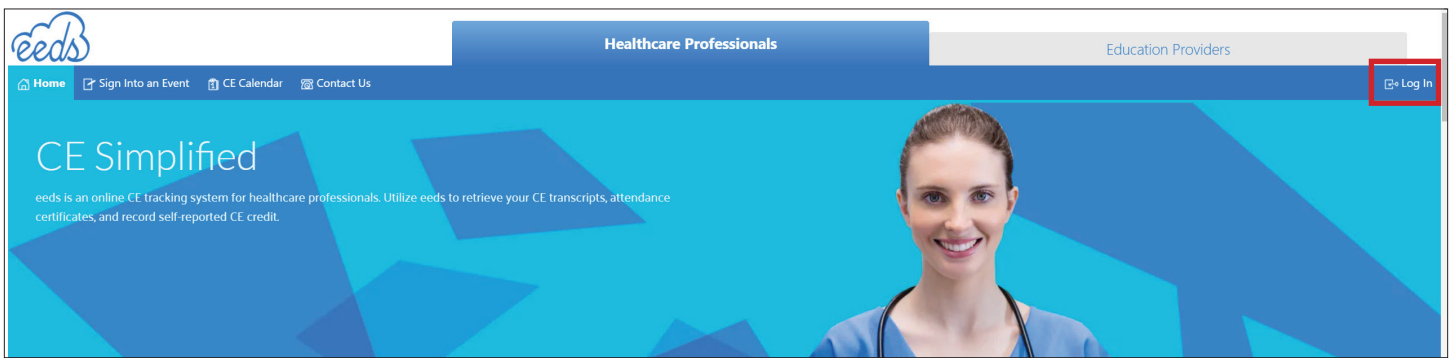 eeds
Healthcare Professionals
Education Providers
Home Sign Into an Event CE Calendar Contact Us Log In
CE Simplified
eeds is an online CE tracking system for healthcare professionals. Utilize eeds to retrieve your CE transcripts, attendance
certificates, and record self-reported CE credit.